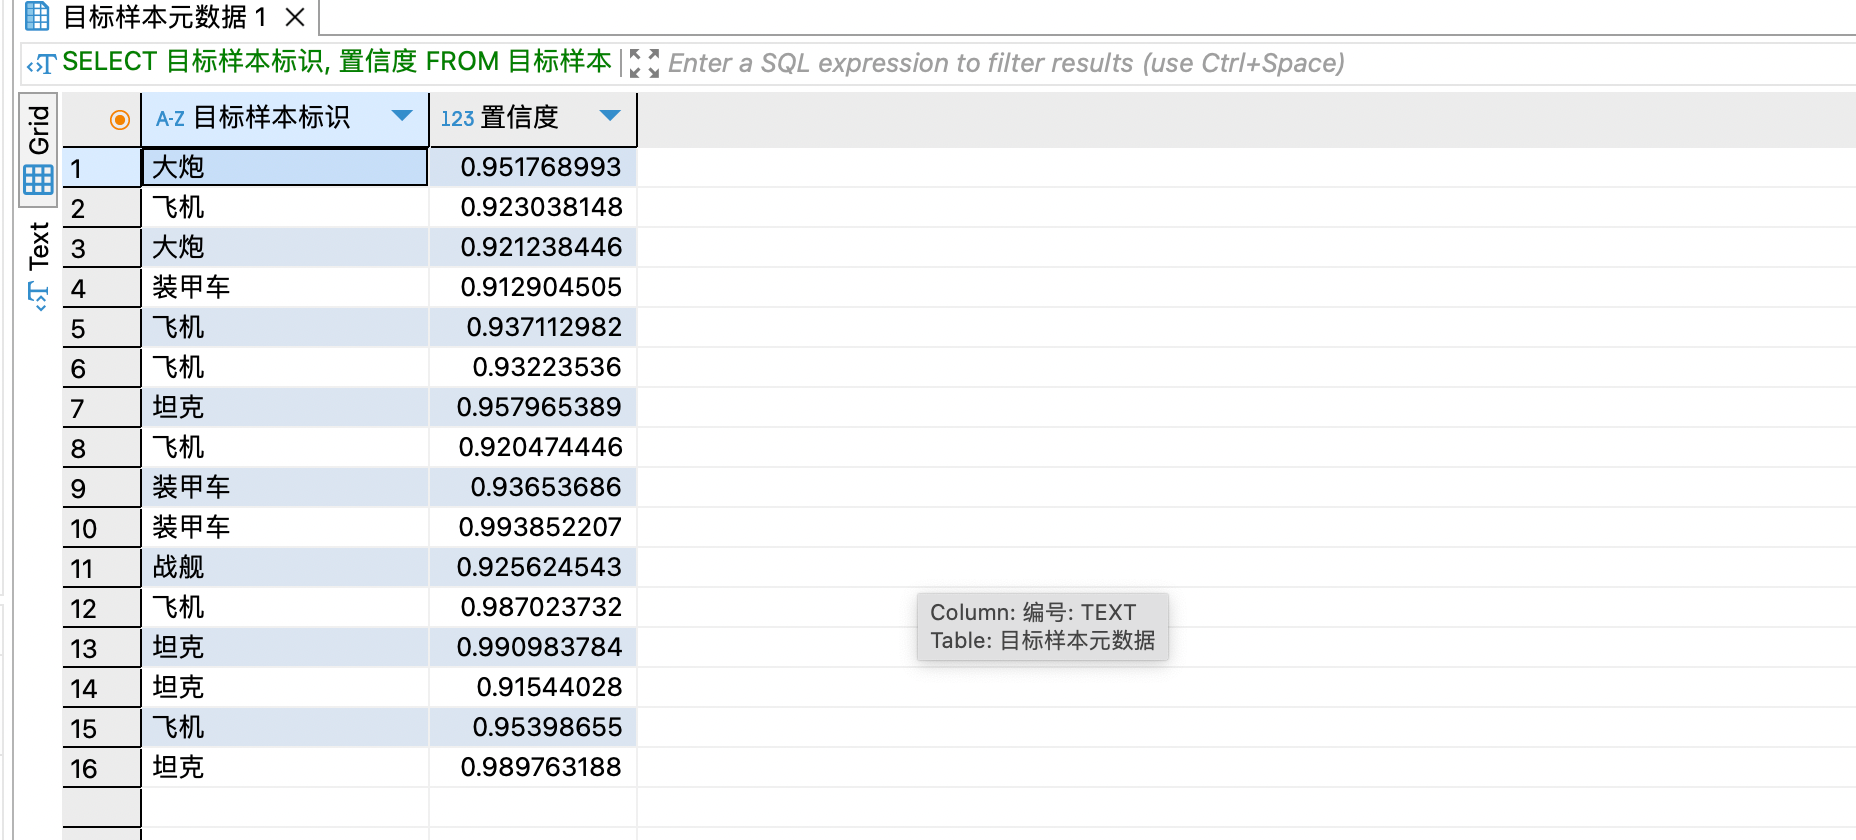 目标样本元数据 1
SELECT 目标样本标识, 置信度 FROM 目标样本 Enter a SQL expression to filter results (use Ctrl+Space)
Grid
Text
A-Z 目标样本标识 123 置信度
1 大炮 0.951768993
2 飞机 0.923038148
3 大炮 0.921238446
4 装甲车 0.912904505
5 飞机 0.937112982
6 飞机 0.93223536
7 坦克 0.957965389
8 飞机 0.920474446
9 装甲车 0.93653686
10 装甲车 0.993852207
11 战舰 0.925624543
12 飞机 0.987023732
13 坦克 0.990983784
14 坦克 0.91544028
15 飞机 0.95398655
16 坦克 0.989763188
Column: 编号: TEXT
Table: 目标样本元数据